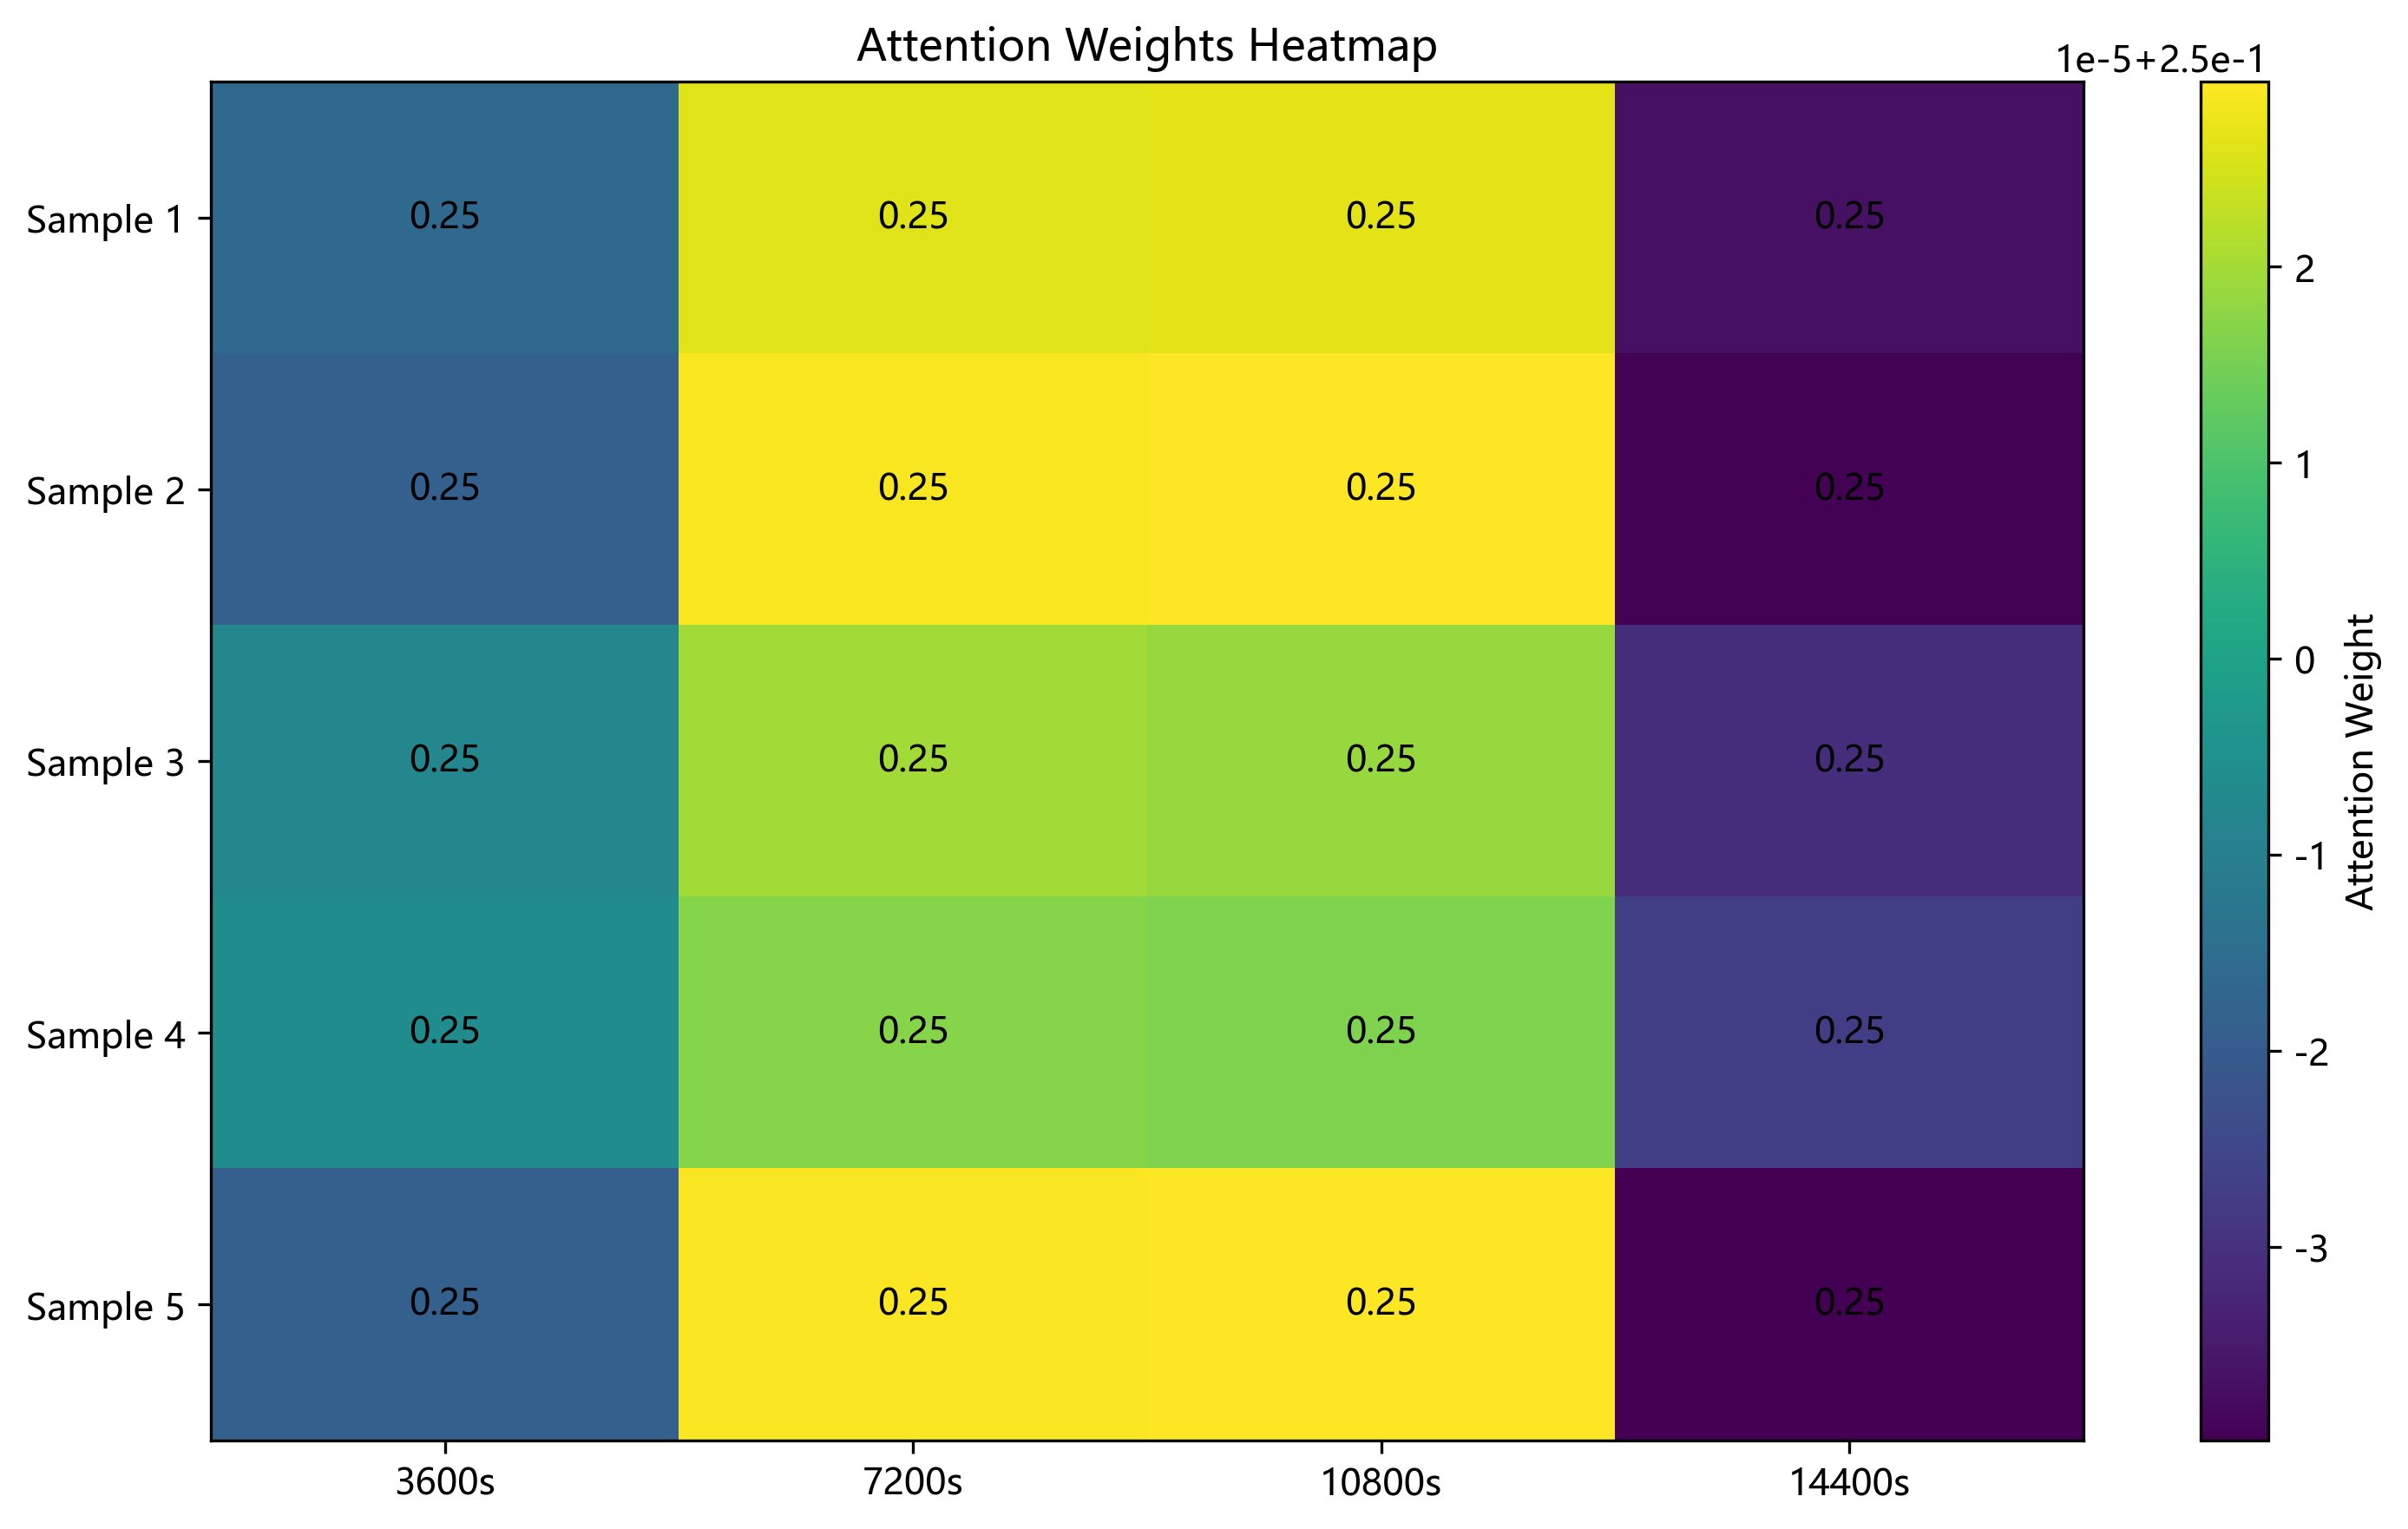 Attention Weights Heatmap
1e-5+2.5e-1
Sample 1 0.25 0.25 0.25 0.25
Sample 2 0.25 0.25 0.25 0.25
Sample 3 0.25 0.25 0.25 0.25
Sample 4 0.25 0.25 0.25 0.25
Sample 5 0.25 0.25 0.25 0.25
3600s 7200s 10800s 14400s
2
1
0
-1
-2
-3
Attention Weight